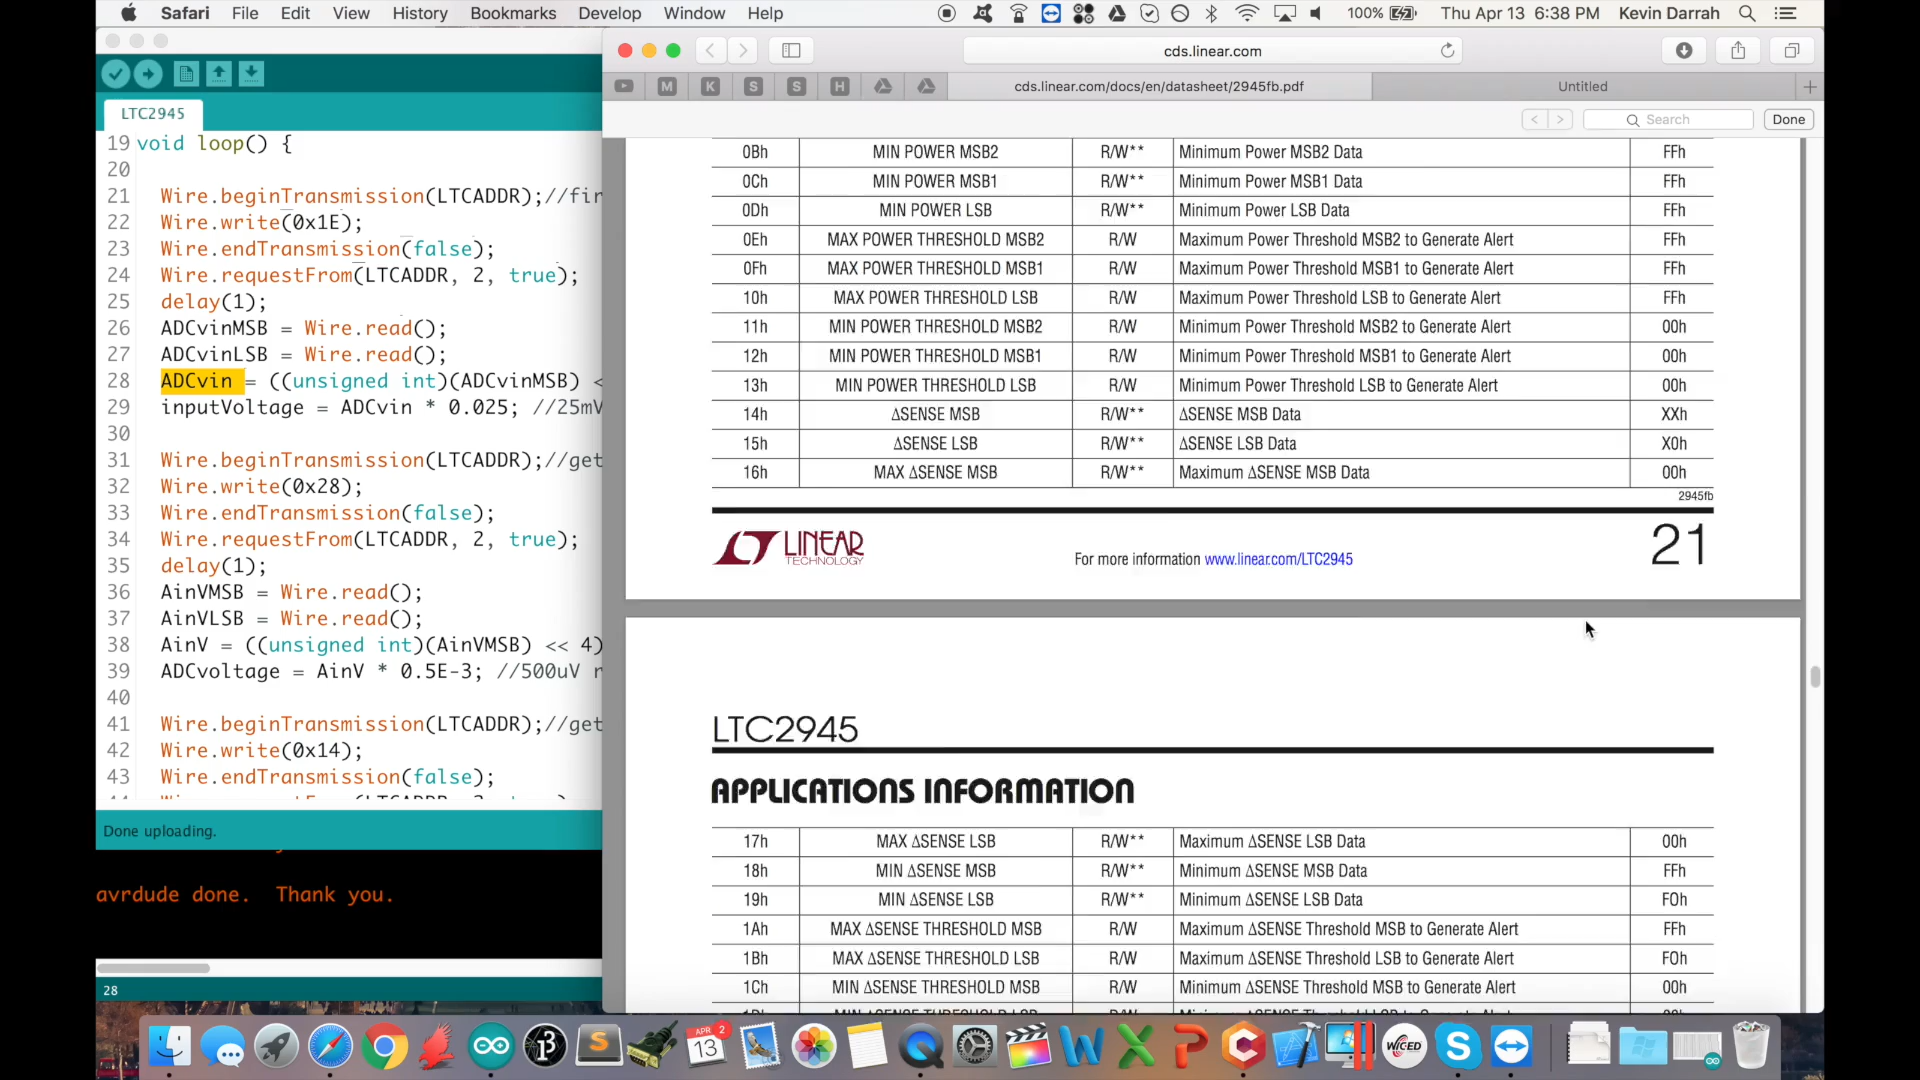 Safari File Edit View History Bookmarks Develop Window Help 100% Thu Apr 13 6:38 PM Kevin Darrah
cds.linear.com
M K S S H cds.linear.com/docs/en/datasheet/2945fb.pdf Untitled +
Search Done
LTC2945
19 void loop() {
20
21 Wire.beginTransmission(LTCADDR);//fir
22 Wire.write(0x1E);
23 Wire.endTransmission(false);
24 Wire.requestFrom(LTCADDR, 2, true);
25 delay(1);
26 ADCvinMSB = Wire.read();
27 ADCvinLSB = Wire.read();
28 ADCvin = ((unsigned int)(ADCvinMSB) <
29 inputVoltage = ADCvin * 0.025; //25mV
30
31 Wire.beginTransmission(LTCADDR);//get
32 Wire.write(0x28);
33 Wire.endTransmission(false);
34 Wire.requestFrom(LTCADDR, 2, true);
35 delay(1);
36 AinVMSB = Wire.read();
37 AinVLSB = Wire.read();
38 AinV = ((unsigned int)(AinVMSB) << 4)
39 ADCvoltage = AinV * 0.5E-3; //500uV r
40
41 Wire.beginTransmission(LTCADDR);//get
42 Wire.write(0x14);
43 Wire.endTransmission(false);
Done uploading.
avrdude done. Thank you.
28
0Bh MIN POWER MSB2 R/W** Minimum Power MSB2 Data FFh
0Ch MIN POWER MSB1 R/W** Minimum Power MSB1 Data FFh
0Dh MIN POWER LSB R/W** Minimum Power LSB Data FFh
0Eh MAX POWER THRESHOLD MSB2 R/W Maximum Power Threshold MSB2 to Generate Alert FFh
0Fh MAX POWER THRESHOLD MSB1 R/W Maximum Power Threshold MSB1 to Generate Alert FFh
10h MAX POWER THRESHOLD LSB R/W Maximum Power Threshold LSB to Generate Alert FFh
11h MIN POWER THRESHOLD MSB2 R/W Minimum Power Threshold MSB2 to Generate Alert 00h
12h MIN POWER THRESHOLD MSB1 R/W Minimum Power Threshold MSB1 to Generate Alert 00h
13h MIN POWER THRESHOLD LSB R/W Minimum Power Threshold LSB to Generate Alert 00h
14h ΔSENSE MSB R/W** ΔSENSE MSB Data XXh
15h ΔSENSE LSB R/W** ΔSENSE LSB Data X0h
16h MAX ΔSENSE MSB R/W** Maximum ΔSENSE MSB Data 00h
2945fb
LINEAR
TECHNOLOGY
For more information www.linear.com/LTC2945
21
LTC2945
APPLICATIONS INFORMATION
17h MAX ΔSENSE LSB R/W** Maximum ΔSENSE LSB Data 00h
18h MIN ΔSENSE MSB R/W** Minimum ΔSENSE MSB Data FFh
19h MIN ΔSENSE LSB R/W** Minimum ΔSENSE LSB Data F0h
1Ah MAX ΔSENSE THRESHOLD MSB R/W Maximum ΔSENSE Threshold MSB to Generate Alert FFh
1Bh MAX ΔSENSE THRESHOLD LSB R/W Maximum ΔSENSE Threshold LSB to Generate Alert F0h
1Ch MIN ΔSENSE THRESHOLD MSB R/W Minimum ΔSENSE Threshold MSB to Generate Alert 00h
APR 2
13
WICED